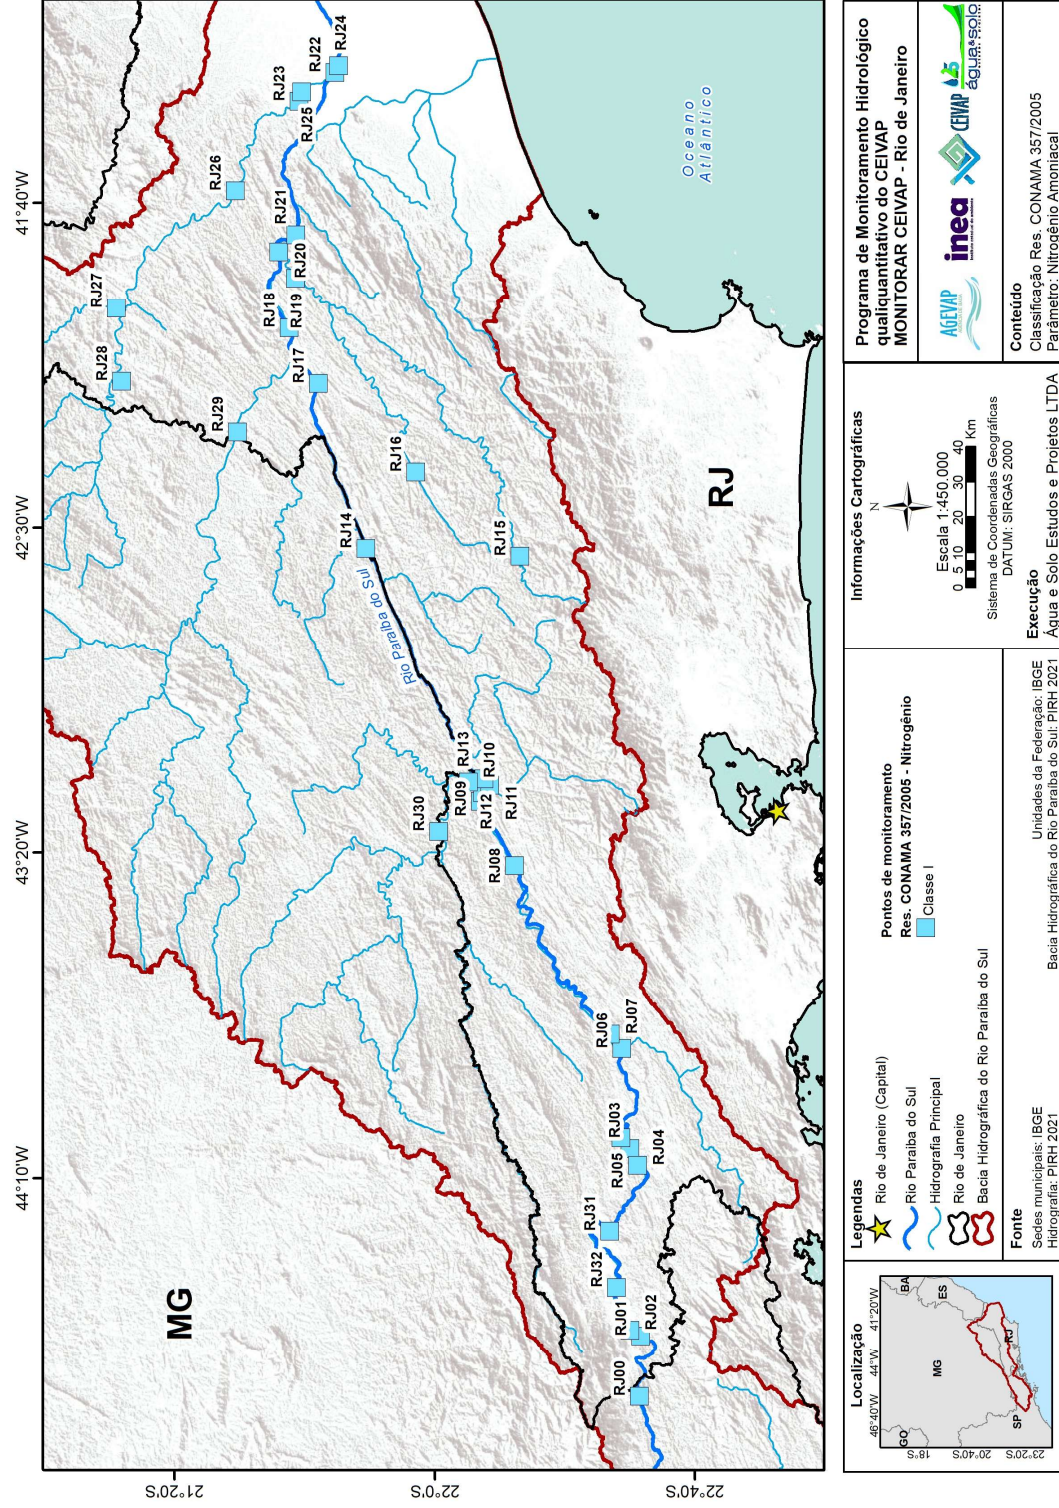 MG
RJ
Oceano
Atlântico
Rio Paraíba do Sul
RJ00
RJ01
RJ02
RJ32
RJ31
RJ05
RJ03
RJ04
RJ06
RJ07
RJ08
RJ30
RJ09
RJ12
RJ11
RJ10
RJ13
RJ14
RJ15
RJ16
RJ17
RJ29
RJ28
RJ27
RJ18
RJ19
RJ20
RJ21
RJ26
RJ25
RJ23
RJ22
RJ24
44°10'W
43°20'W
42°30'W
41°40'W
21°20'S
22°0'S
22°40'S
Localização
46°40'W
44°W
41°20'W
18°S
20°40'S
23°20'S
GO
BA
MG
ES
SP
RJ
Legendas
Rio de Janeiro (Capital)
Rio Paraíba do Sul
Hidrografia Principal
Rio de Janeiro
Bacia Hidrográfica do Rio Paraíba do Sul
Pontos de monitoramento
Res. CONAMA 357/2005 - Nitrogênio
Classe I
Fonte
Sedes municipais: IBGE
Hidrografia: PIRH 2021
Unidades da Federação: IBGE
Bacia Hidrográfica do Rio Paraíba do Sul: PIRH 2021
Informações Cartográficas
N
Escala 1:450.000
0 5 10 20 30 40
Km
Sistema de Coordenadas Geográficas
DATUM: SIRGAS 2000
Execução
Água e Solo Estudos e Projetos LTDA
Programa de Monitoramento Hidrológico
qualiquantitativo do CEIVAP
MONITORAR CEIVAP - Rio de Janeiro
AGEVAP
inea
CEIVAP
25
água&solo
Conteúdo
Classificação Res. CONAMA 357/2005
Parâmetro: Nitrogênio Amoniacal